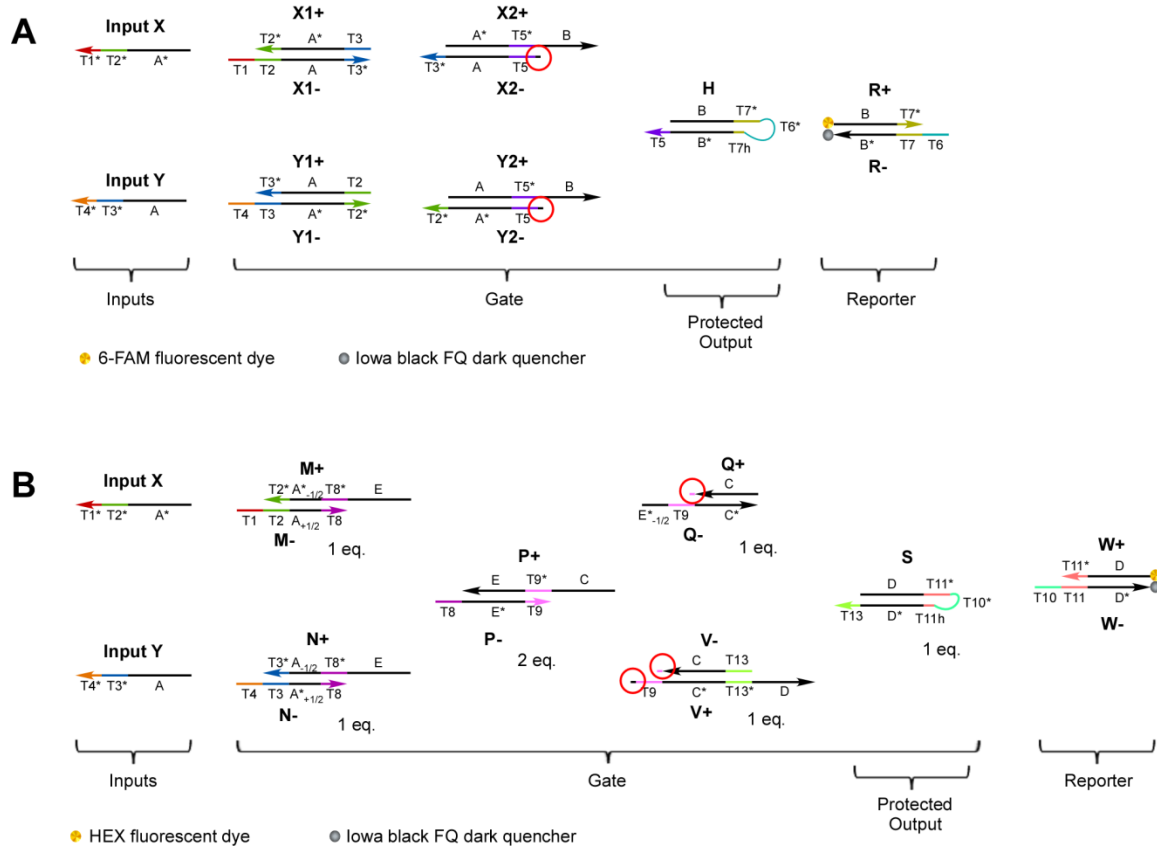 A
Input X
T1* T2* A*
X1+
T2* A* T3
T1 T2 A T3*
X1-
X2+
A* T5* B
T3* A T5
X2-
H
B T7*
T6*
T5 B* T7h
R+
B T7*
B* T7 T6
R-
Input Y
T4* T3* A
Y1+
T3* A T2
T4 T3 A* T2*
Y1-
Y2+
A T5* B
T2* A* T5
Y2-
Inputs
Gate
Protected
Output
Reporter
6-FAM fluorescent dye
Iowa black FQ dark quencher
B
Input X
T1* T2* A*
M+
T2* A*-1/2 T8* E
T1 T2 A+1/2 T8
M-
1 eq.
P+
E T9* C
T8 E* T9
P-
2 eq.
Q+
C
E*-1/2 T9 C*
Q-
1 eq.
S
D T11*
T10*
T13 D* T11h
1 eq.
W+
T11* D
T10 T11 D*
W-
Input Y
T4* T3* A
N+
T3* A-1/2 T8* E
T4 T3 A*+1/2 T8
N-
1 eq.
V-
C T13
T9 C* T13* D
V+
1 eq.
Inputs
Gate
Protected
Output
Reporter
HEX fluorescent dye
Iowa black FQ dark quencher